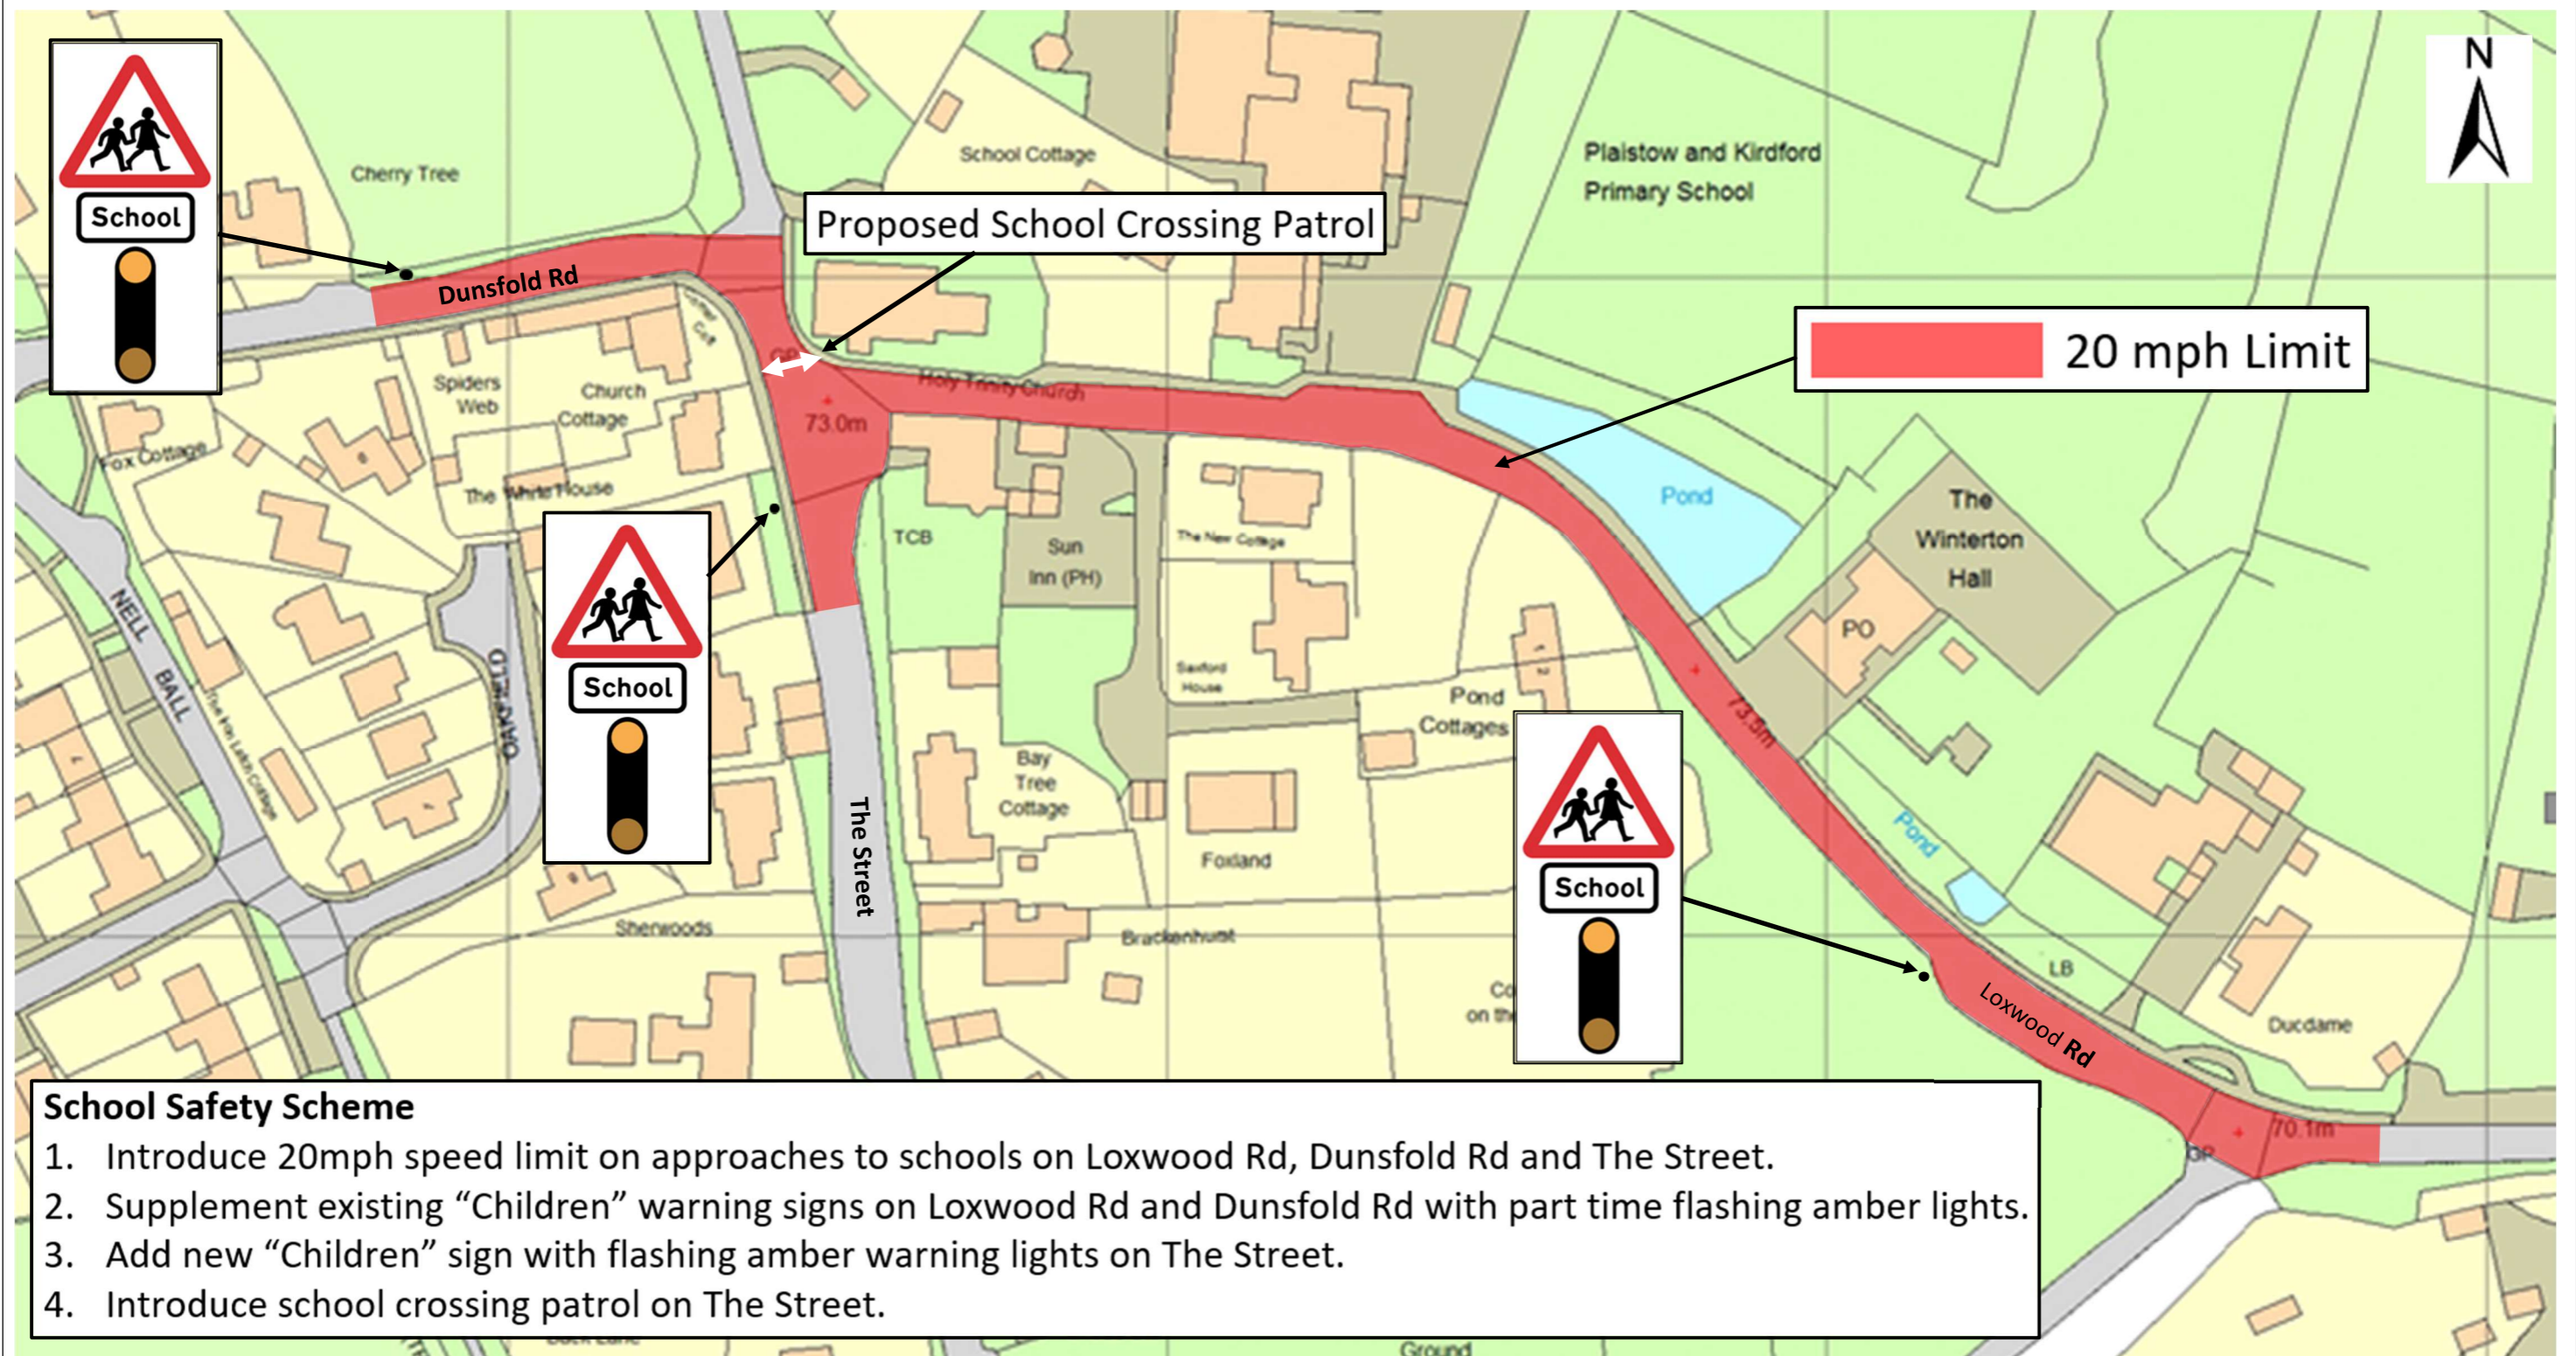 N
School
Cherry Tree
School Cottage
Plaistow and Kirdford
Primary School
Proposed School Crossing Patrol
Dunsfold Rd
20 mph Limit
GP
Holy Trinity Church
73.0m
Spiders
Web
Church
Cottage
Fox Cottage
The White House
Pond
The
Winterton
Hall
TCB
Sun
Inn (PH)
The New Cottage
NELL
BALL
School
PO
Saxford
House
Pond
Cottages
73.5m
Bay
Tree
Cottage
The Street
Foxland
Pond
School
Sherwoods
Brackenhurst
LB
Co
on th
Loxwood Rd
Ducdame
70.1m
GP
School Safety Scheme
1. Introduce 20mph speed limit on approaches to schools on Loxwood Rd, Dunsfold Rd and The Street.
2. Supplement existing “Children” warning signs on Loxwood Rd and Dunsfold Rd with part time flashing amber lights.
3. Add new “Children” sign with flashing amber warning lights on The Street.
4. Introduce school crossing patrol on The Street.
Ground